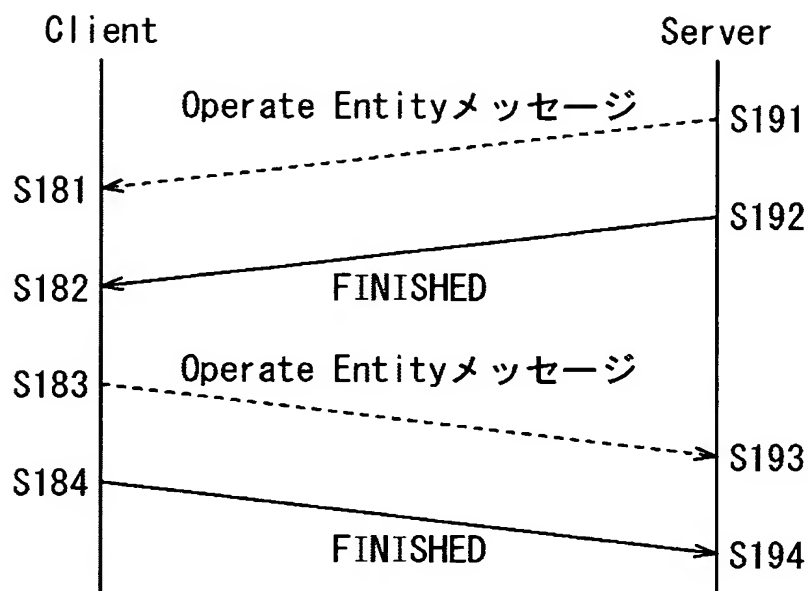 Client
Server
Operate Entityメッセージ
S191
S181
S192
S182
FINISHED
Operate Entityメッセージ
S183
S193
S184
FINISHED
S194